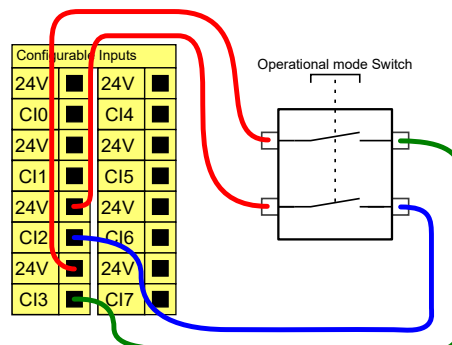 Configurable Inputs
Operational mode Switch
24V 24V
CI0 CI4
24V 24V
CI1 CI5
24V 24V
CI2 CI6
24V 24V
CI3 CI7